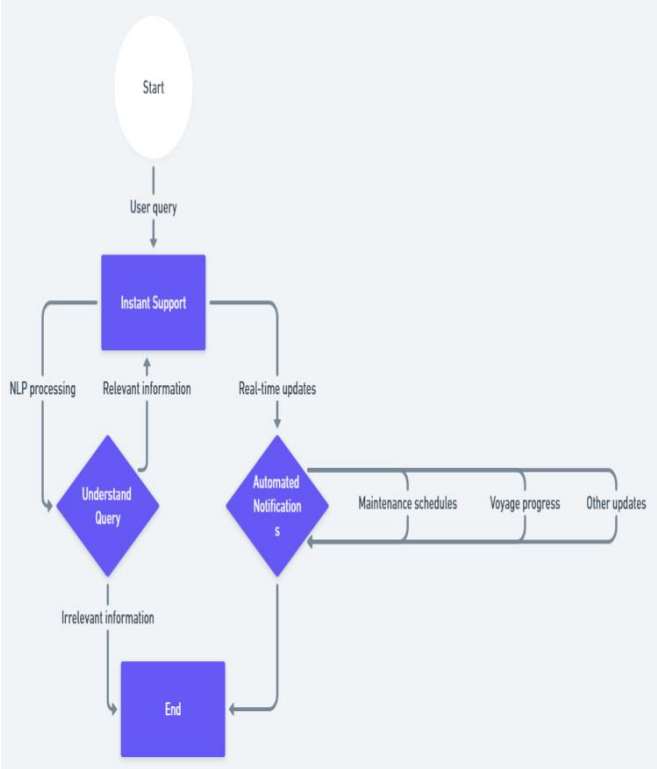 Start
User query
Instant Support
NLP processing
Relevant information
Real-time updates
Understand
Query
Automated
Notification
s
Maintenance schedules
Voyage progress
Other updates
Irrelevant information
End